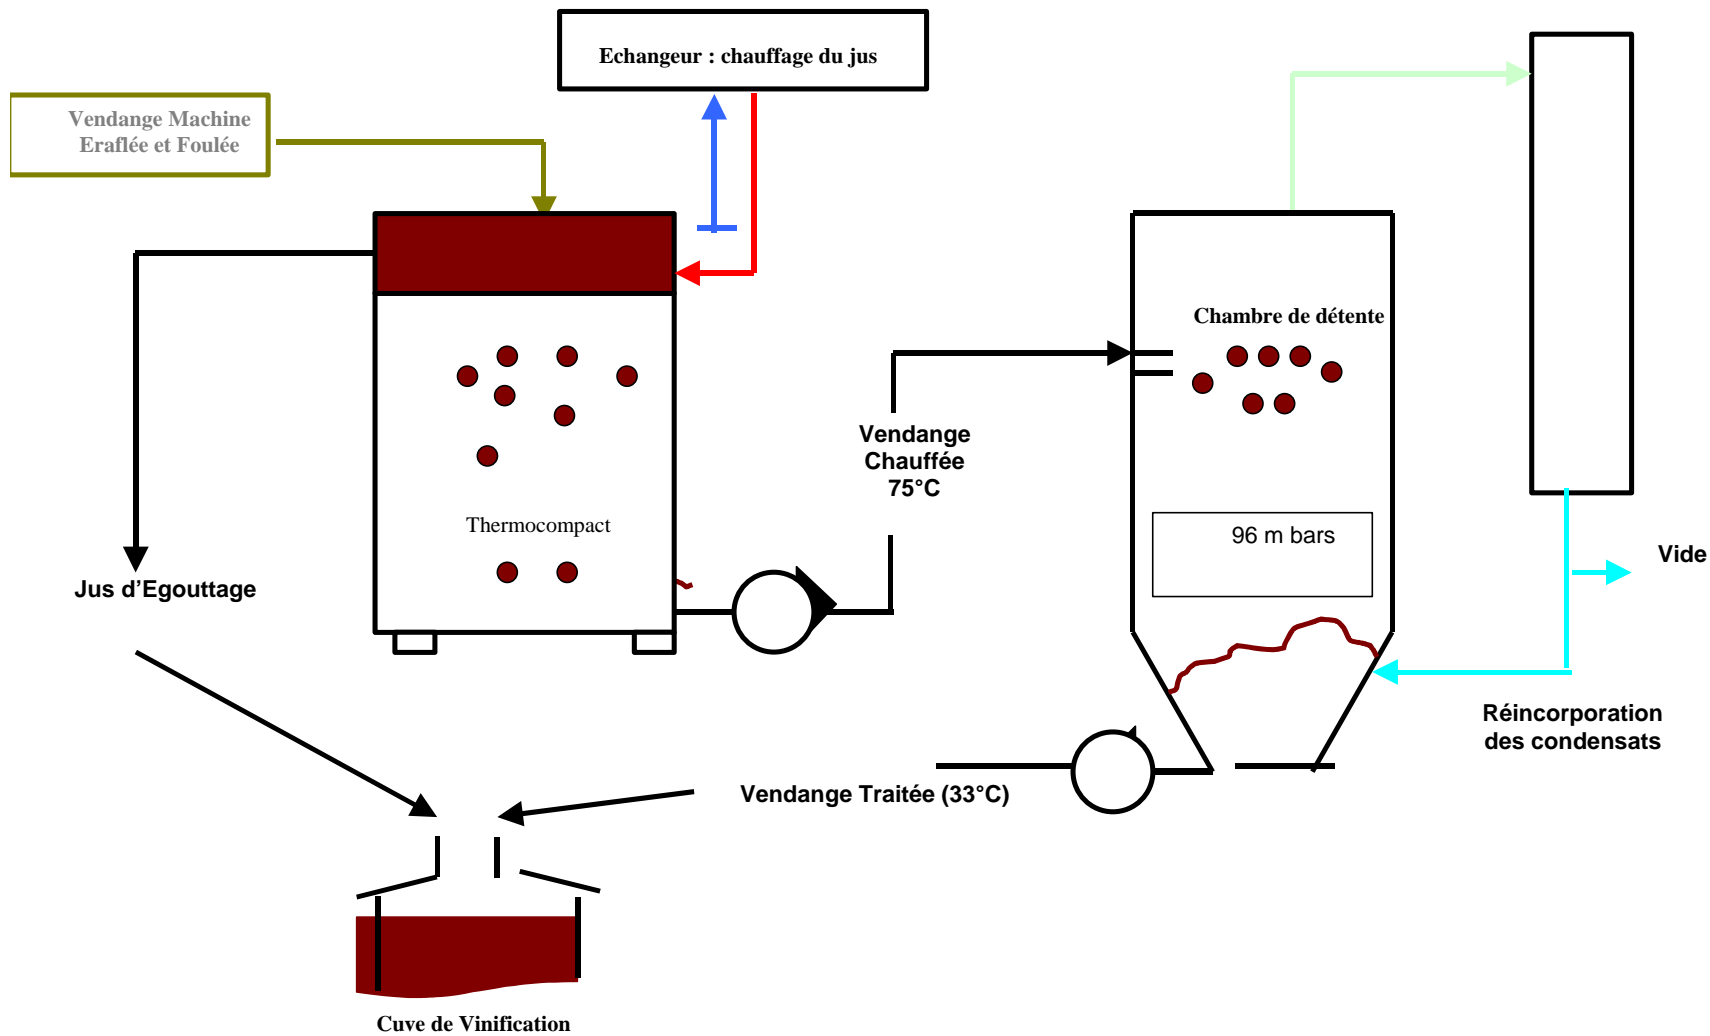 Echangeur : chauffage du jus
Vendange Machine
Eraflée et Foulée
Chambre de détente
Vendange
Chauffée
75°C
Thermocompact
96 m bars
Vide
Jus d’Egouttage
Réincorporation
des condensats
Vendange Traitée (33°C)
Cuve de Vinification